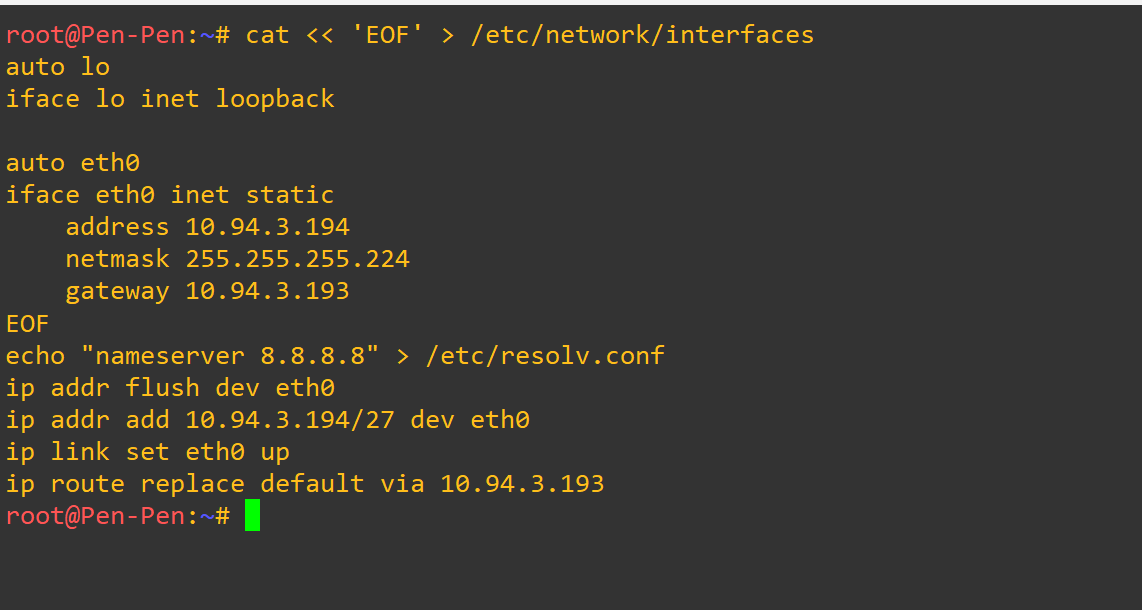 root@Pen-Pen:~# cat << 'EOF' > /etc/network/interfaces
auto lo
iface lo inet loopback

auto eth0
iface eth0 inet static
    address 10.94.3.194
    netmask 255.255.255.224
    gateway 10.94.3.193
EOF
echo "nameserver 8.8.8.8" > /etc/resolv.conf
ip addr flush dev eth0
ip addr add 10.94.3.194/27 dev eth0
ip link set eth0 up
ip route replace default via 10.94.3.193
root@Pen-Pen:~#